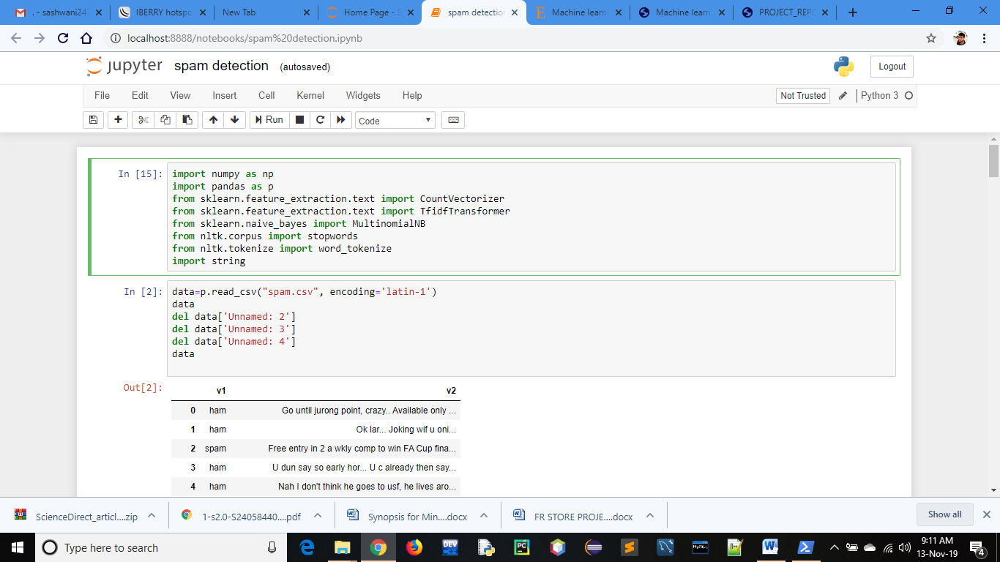 . - sashwani24
IBERRY hotspo
New Tab
Home Page - S
spam detection
Machine learni
Machine learni
PROJECT_REPO
localhost:8888/notebooks/spam%20detection.ipynb
jupyter spam detection (autosaved)
Logout
File Edit View Insert Cell Kernel Widgets Help
Not Trusted Python 3
Run Code
In [15]:
import numpy as np
import pandas as p
from sklearn.feature_extraction.text import CountVectorizer
from sklearn.feature_extraction.text import TfidfTransformer
from sklearn.naive_bayes import MultinomialNB
from nltk.corpus import stopwords
from nltk.tokenize import word_tokenize
import string
In [2]:
data=p.read_csv("spam.csv", encoding='latin-1')
data
del data['Unnamed: 2']
del data['Unnamed: 3']
del data['Unnamed: 4']
data
Out[2]:
v1 v2
0 ham Go until jurong point, crazy.. Available only ...
1 ham Ok lar... Joking wif u oni...
2 spam Free entry in 2 a wkly comp to win FA Cup fina...
3 ham U dun say so early hor... U c already then say...
4 ham Nah I don't think he goes to usf, he lives aro...
ScienceDirect_articl....zip
1-s2.0-S24058440....pdf
Synopsis for Min....docx
FR STORE PROJE....docx
Show all
Type here to search
DEV
PC
MySQL
9:11 AM
13-Nov-19
4